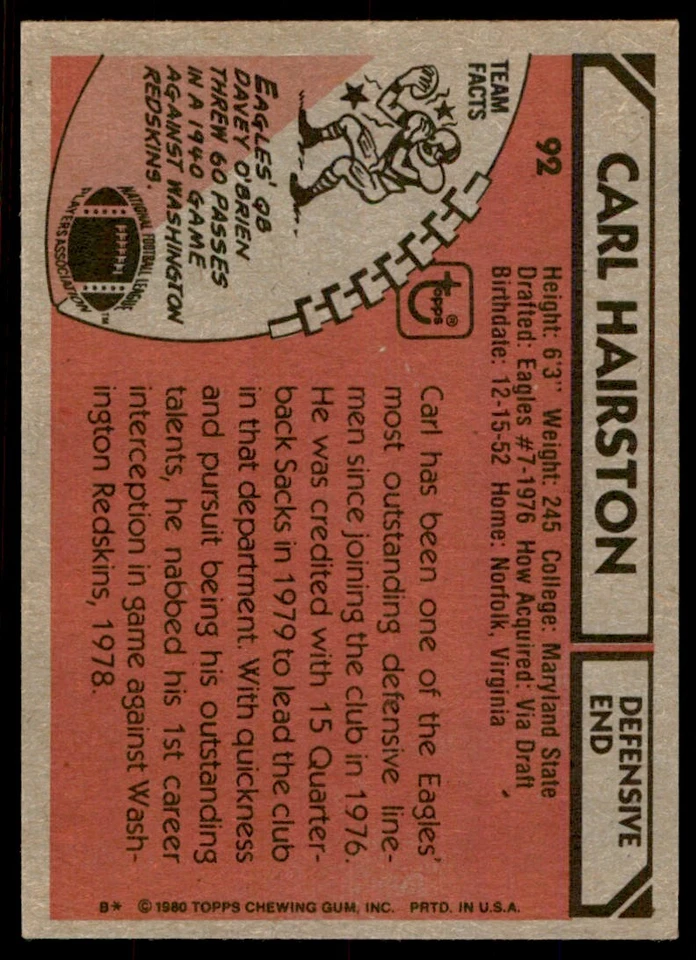 CARL HAIRSTON
DEFENSIVE
END
92
Height: 6'3" Weight: 245 College: Maryland State
Drafted: Eagles #7-1976 How Acquired: Via Draft
Birthdate: 12-15-52 Home: Norfolk, Virginia
TEAM
FACTS
EAGLES' QB
DAVEY O'BRIEN
THREW 60 PASSES
IN A 1940 GAME
AGAINST WASHINGTON
REDSKINS.
NATIONAL FOOTBALL LEAGUE
PLAYERS ASSOCIATION
TM
Topps®
Carl has been one of the Eagles'
most outstanding defensive line-
men since joining the club in 1976.
He was credited with 15 Quarter-
back Sacks in 1979 to lead the club
in that department. With quickness
and pursuit being his outstanding
talents, he nabbed his 1st career
interception in game against Wash-
ington Redskins, 1978.
B* © 1980 TOPPS CHEWING GUM, INC. PRTD. IN U.S.A.